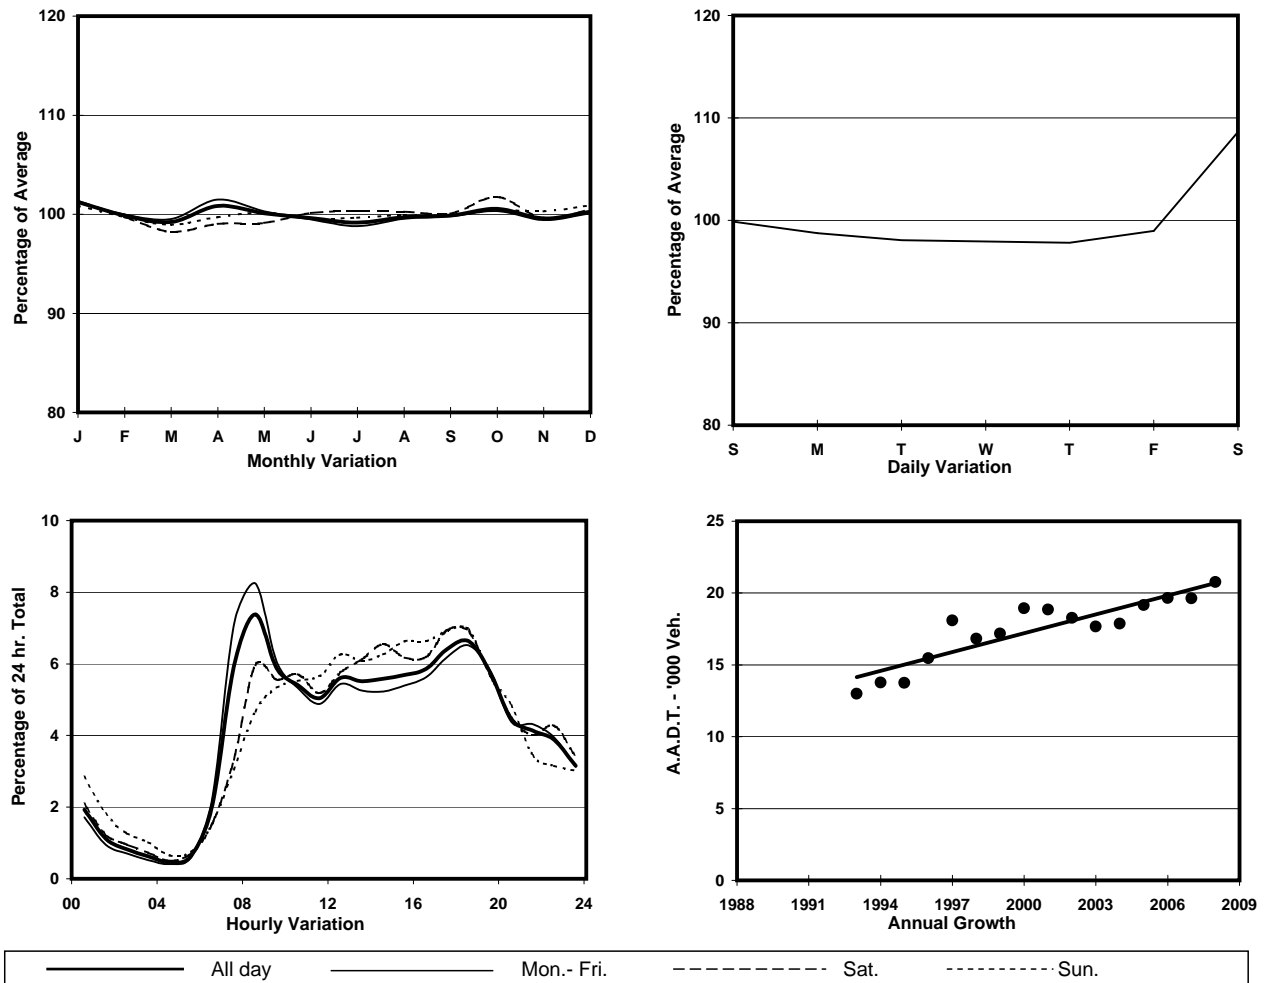 120
110
100
90
80
Percentage of Average
J F M A M J J A S O N D
Monthly Variation
120
110
100
90
80
Percentage of Average
S M T W T F S
Daily Variation
10
8
6
4
2
0
Percentage of 24 hr. Total
00 04 08 12 16 20 24
Hourly Variation
25
20
15
10
5
0
A.A.D.T. - '000 Veh.
1988 1991 1994 1997 2000 2003 2006 2009
Annual Growth
All day Mon.- Fri. Sat. Sun.